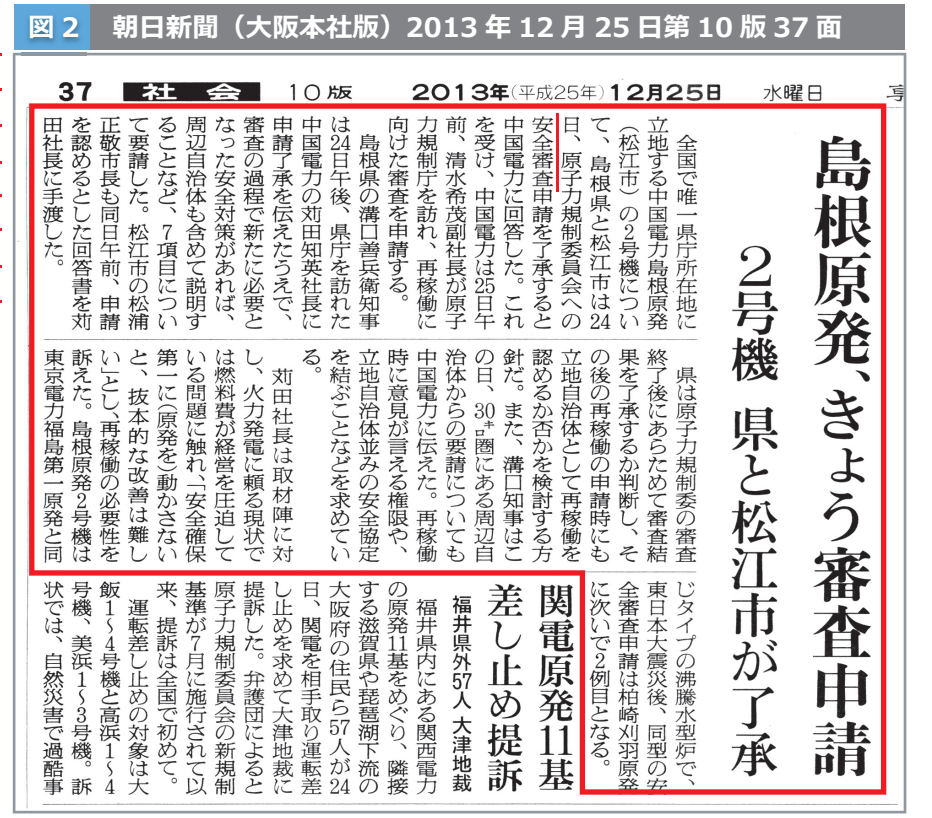 図2 朝日新聞（大阪本社版）2013年12月25日第10版37面
37 社会 10版 2013年(平成25年)12月25日 水曜日
島根原発、きょう審査申請
2号機 県と松江市が了承
全国で唯一県庁所在地に
立地する中国電力島根原発
（松江市）の2号機につい
て、島根県と松江市は24
日、原子力規制委員会への
安全審査申請を了承すると
中国電力に回答した。これ
を受け、中国電力は25日午
前、清水希茂副社長が原子
力規制庁を訪れ、再稼働に
向けた審査を申請する。
島根県の溝口善兵衛知事
は24日午後、県庁を訪れた
中国電力の苅田知英社長に
申請了承を伝えたうえで、
審査の過程で新たに必要と
なった安全対策があれば、
周辺自治体も含めて説明す
ることなど、7項目につい
て要請した。松江市の松浦
正敬市長も同日午前、申請
を認めるとした回答書を苅
田社長に手渡した。
県は原子力規制委の審査
終了後にあらためて審査結
果を了承するか判断し、そ
の後の再稼働の申請時にも
立地自治体として再稼働を
認めるか否かを検討する方
針だ。また、溝口知事はこ
の日、30㌔圏にある周辺自
治体からの要請についても
中国電力に伝えた。再稼働
時に意見が言える権限や、
立地自治体並みの安全協定
を結ぶことなどを求めてい
る。
苅田社長は取材陣に対
し、火力発電に頼る現状で
は燃料費が経営を圧迫して
いる問題に触れ、「安全確保
第一に(原発を)動かさない
と、抜本的な改善は難し
い」とし、再稼働の必要性を
訴えた。島根原発2号機は
東京電力福島第一原発と同
じタイプの沸騰水型炉で、
東日本大震災後、同型の安
全審査申請は柏崎刈羽原発
に次いで2例目となる。
関電原発11基
差し止め提訴
福井県外57人 大津地裁
福井県内にある関西電力
の原発11基をめぐり、隣接
する滋賀県や琵琶湖下流の
大阪府の住民ら57人が24
日、関電を相手取り運転差
し止めを求めて大津地裁に
提訴した。弁護団によると
原子力規制委員会の新規制
基準が7月に施行されて以
来、提訴は全国で初めて。
運転差し止めの対象は大
飯1〜4号機と高浜1〜4
号機、美浜1〜3号機。訴
状では、自然災害で過酷事